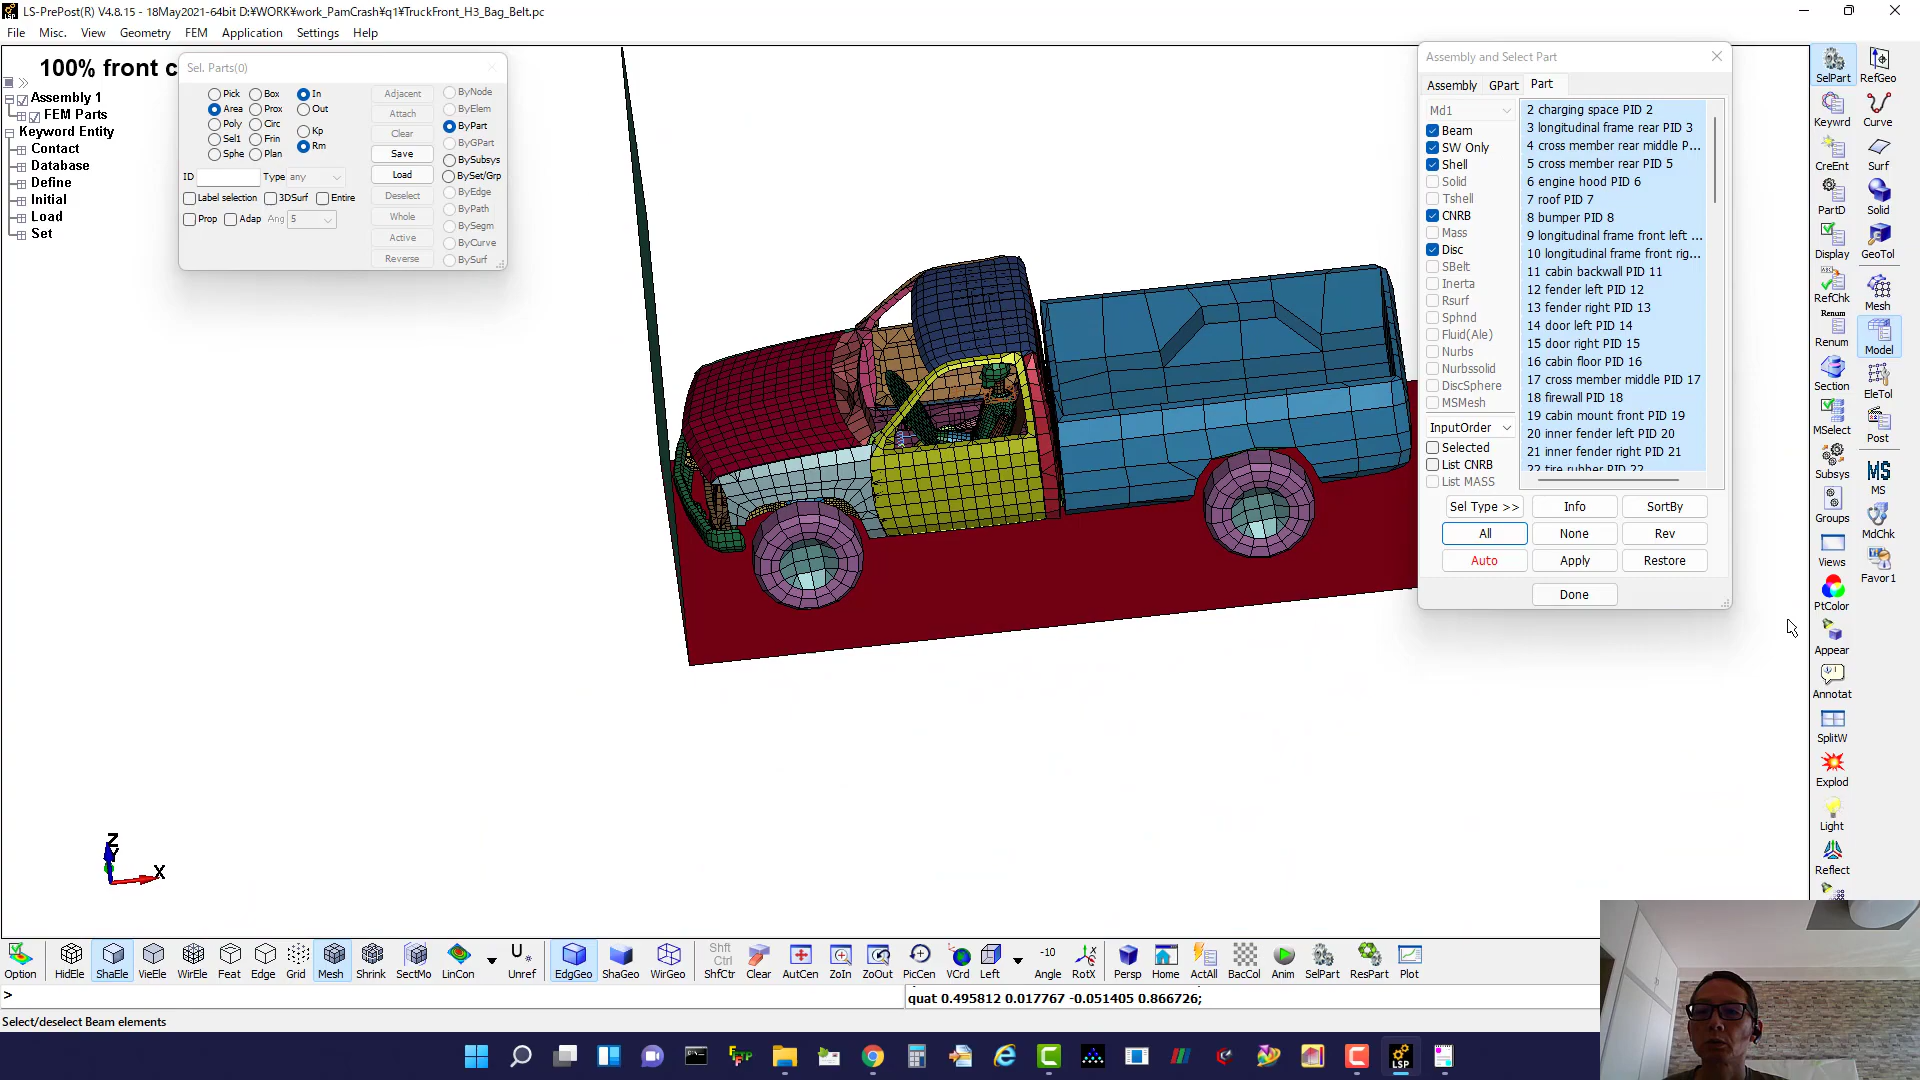 LS-PrePost(R) V4.8.15 - 18May2021-64bit D:¥WORK¥work_PamCrash¥q1¥TruckFront_H3_Bag_Belt.pc
File Misc. View Geometry FEM Application Settings Help
100% front c
Assembly 1
FEM Parts
Keyword Entity
Contact
Database
Define
Initial
Load
Set
Sel. Parts(0)
Pick Box In Adjacent ByNode
Area Prox Out Attach ByElem
Poly Circ Kp Clear ByPart
Sel1 Frin Rm Save ByGPart
Sphe Plan Load BySubsys
ID Type any BySet/Grp
Label selection 3DSurf Entire Deselect ByEdge
Prop Adap Ang 5 Whole ByPath
Active BySegm
Reverse ByCurve
BySurf
Assembly and Select Part
Assembly GPart Part
Md1
Beam
SW Only
Shell
Solid
Tshell
CNRB
Mass
Disc
SBelt
Inerta
Rsurf
Sphnd
Fluid(Ale)
Nurbs
Nurbssolid
DiscSphere
MSMesh
InputOrder
Selected
List CNRB
List MASS
2 charging space PID 2
3 longitudinal frame rear PID 3
4 cross member rear middle P...
5 cross member rear PID 5
6 engine hood PID 6
7 roof PID 7
8 bumper PID 8
9 longitudinal frame front left ...
10 longitudinal frame front rig...
11 cabin backwall PID 11
12 fender left PID 12
13 fender right PID 13
14 door left PID 14
15 door right PID 15
16 cabin floor PID 16
17 cross member middle PID 17
18 firewall PID 18
19 cabin mount front PID 19
20 inner fender left PID 20
21 inner fender right PID 21
22 tire rubber PID 22
Sel Type >> Info SortBy
All None Rev
Auto Apply Restore
Done
SelPart RefGeo
Keywrd Curve
CreEnt Surf
PartD Solid
Display GeoTol
RefChk Mesh
Renum
Renum Model
Section EleTol
MSelect Post
Subsys MS
MS
Groups MdChk
Views Favor1
PtColor
Appear
Annotat
SplitW
Explod
Light
Reflect
Z
Y
X
Option HidEle ShaEle VieEle WirEle Feat Edge Grid Mesh Shrink SectMo LinCon Unref EdgGeo ShaGeo WirGeo
Shft
Ctrl
ShfCtr Clear AutCen ZoIn ZoOut PicCen VCrd Left
-10
Angle RotX Persp Home ActAll BacCol Anim SelPart ResPart Plot
>
quat 0.495812 0.017767 -0.051405 0.866726;
Select/deselect Beam elements